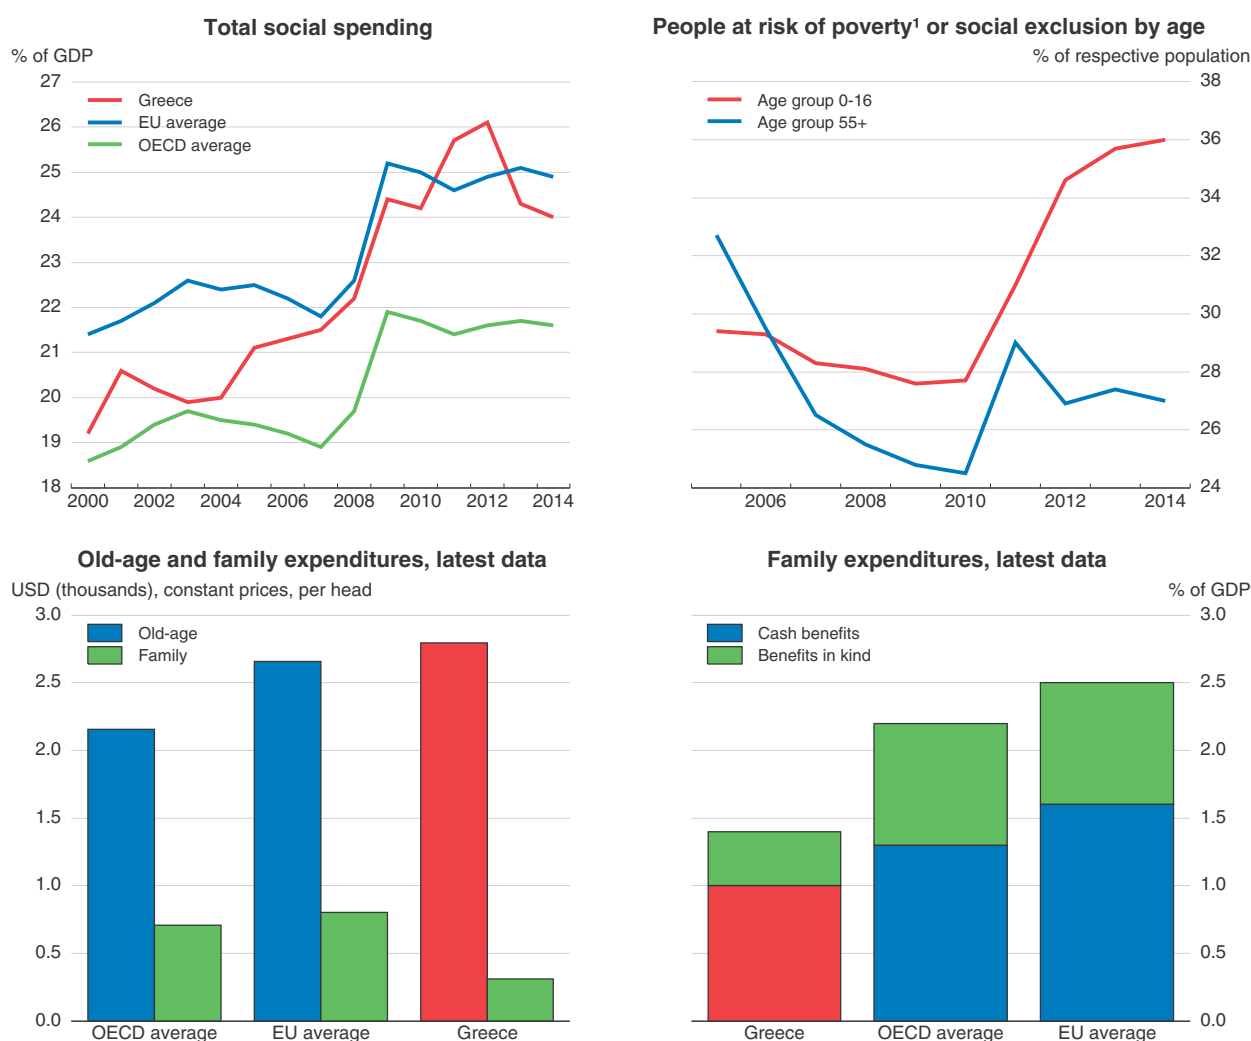 Total social spending
% of GDP
27
26
25
24
23
22
21
20
19
18
Greece
EU average
OECD average
2000 2002 2004 2006 2008 2010 2012 2014
People at risk of poverty¹ or social exclusion by age
% of respective population
38
36
34
32
30
28
26
24
Age group 0-16
Age group 55+
2006 2008 2010 2012 2014
Old-age and family expenditures, latest data
USD (thousands), constant prices, per head
3.0
2.5
2.0
1.5
1.0
0.5
0.0
Old-age
Family
OECD average EU average Greece
Family expenditures, latest data
% of GDP
3.0
2.5
2.0
1.5
1.0
0.5
0.0
Cash benefits
Benefits in kind
Greece OECD average EU average